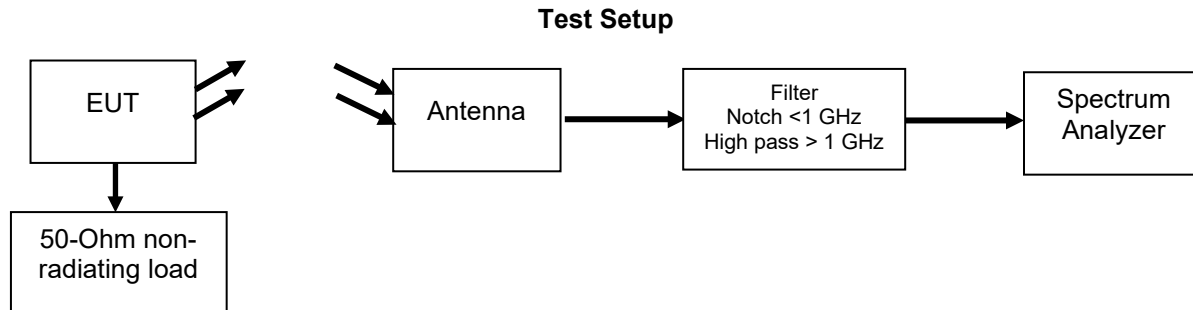 Test Setup
EUT
Antenna
Filter
Notch <1 GHz
High pass > 1 GHz
Spectrum
Analyzer
50-Ohm non-
radiating load